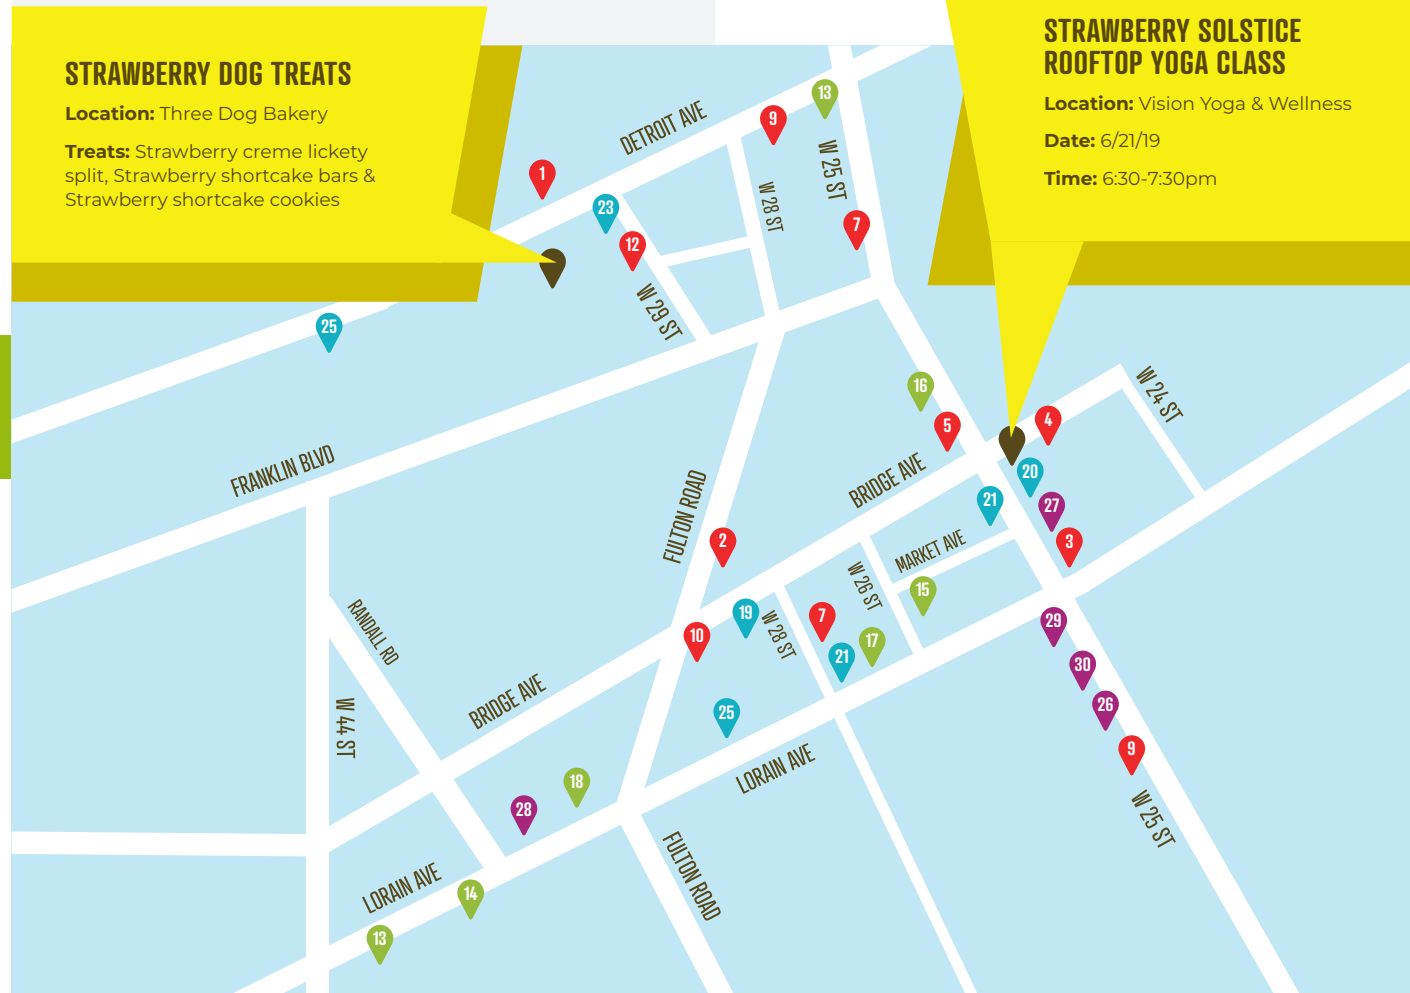 STRAWBERRY DOG TREATS
Location: Three Dog Bakery
Treats: Strawberry creme lickety
split, Strawberry shortcake bars &
Strawberry shortcake cookies
STRAWBERRY SOLSTICE
ROOFTOP YOGA CLASS
Location: Vision Yoga & Wellness
Date: 6/21/19
Time: 6:30-7:30pm
DETROIT AVE
13
9
1
W 25 ST
W 28 ST
23
12
7
W 29 ST
25
16
5
4
W 24 ST
FRANKLIN BLVD
BRIDGE AVE
20
21
27
FULTON ROAD
2
MARKET AVE
3
W 26 ST
15
RANDALL RD
19
W 28 ST
7
10
17
21
29
30
BRIDGE AVE
W 44 ST
25
26
9
LORAIN AVE
18
28
W 25 ST
FULTON ROAD
LORAIN AVE
14
13